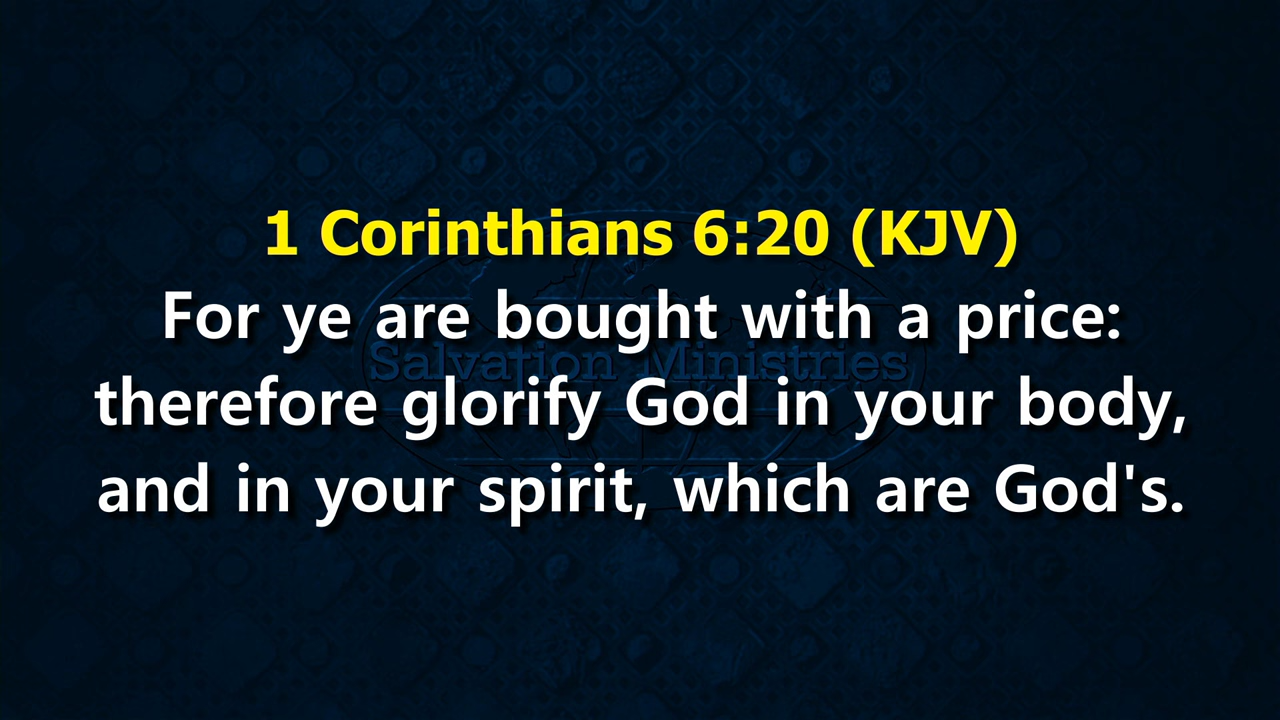 1 Corinthians 6:20 (KJV)
For ye are bought with a price:
Salvation Ministries
therefore glorify God in your body,
and in your spirit, which are God's.